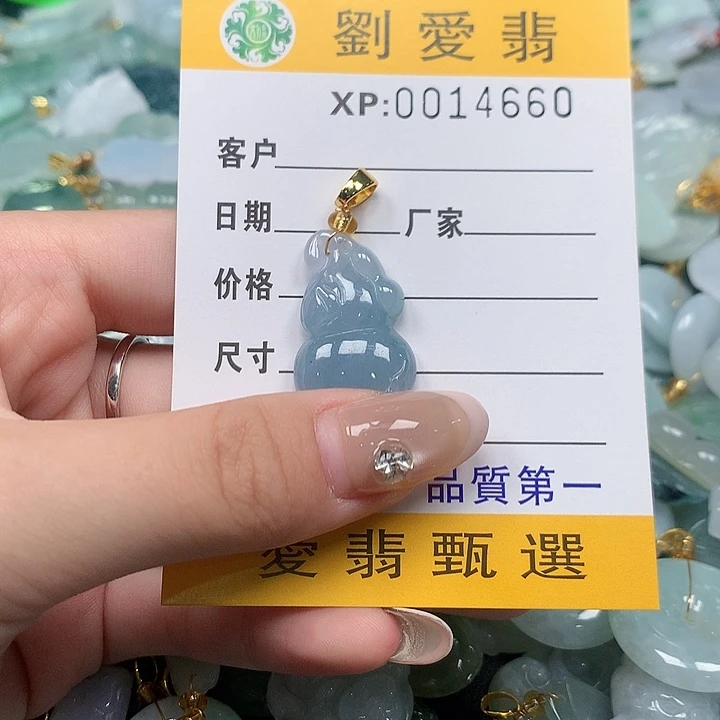 劉愛翡
XP:0014660
客户
日期 厂家
价格
尺寸
品質第一
愛翡甄選